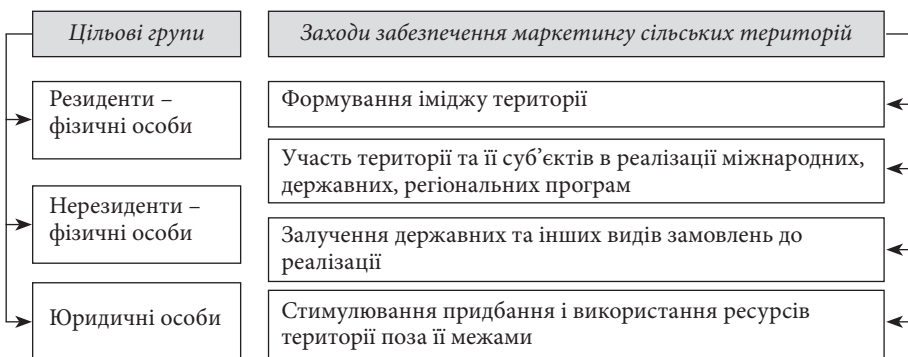 Цільові групи
Заходи забезпечення маркетингу сільських територій
Резиденти –
фізичні особи
Нерезиденти –
фізичні особи
Юридичні особи
Формування іміджу території
Участь території та її суб’єктів в реалізації міжнародних,
державних, регіональних програм
Залучення державних та інших видів замовлень до
реалізації
Стимулювання придбання і використання ресурсів
території поза її межами